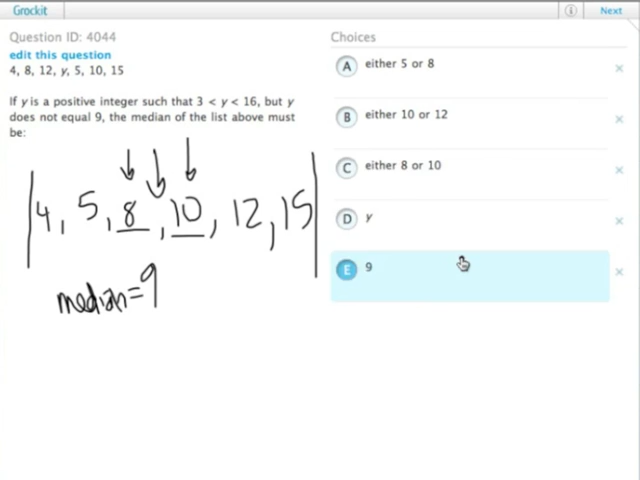 Grockit
Next
Question ID: 4044
edit this question
4, 8, 12, y, 5, 10, 15
If y is a positive integer such that 3 < y < 16, but y
does not equal 9, the median of the list above must
be:
4, 5, 8, 10, 12, 15
median=9
Choices
A either 5 or 8
B either 10 or 12
C either 8 or 10
D y
E 9